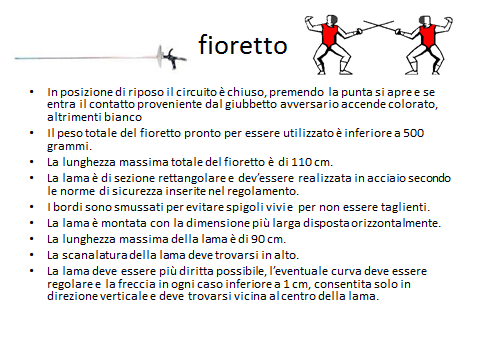 fioretto
• In posizione di riposo il circuito è chiuso, premendo la punta si apre e se
entra il contatto proveniente dal giubbetto avversario accende colorato,
altrimenti bianco
• Il peso totale del fioretto pronto per essere utilizzato è inferiore a 500
grammi.
• La lunghezza massima totale del fioretto è di 110 cm.
• La lama è di sezione rettangolare e dev’essere realizzata in acciaio secondo
le norme di sicurezza inserite nel regolamento.
• I bordi sono smussati per evitare spigoli vivi e per non essere taglienti.
• La lama è montata con la dimensione più larga disposta orizzontalmente.
• La lunghezza massima della lama è di 90 cm.
• La scanalatura della lama deve trovarsi in alto.
• La lama deve essere più diritta possibile, l’eventuale curva deve essere
regolare e la freccia in ogni caso inferiore a 1 cm, consentita solo in
direzione verticale e deve trovarsi vicina al centro della lama.